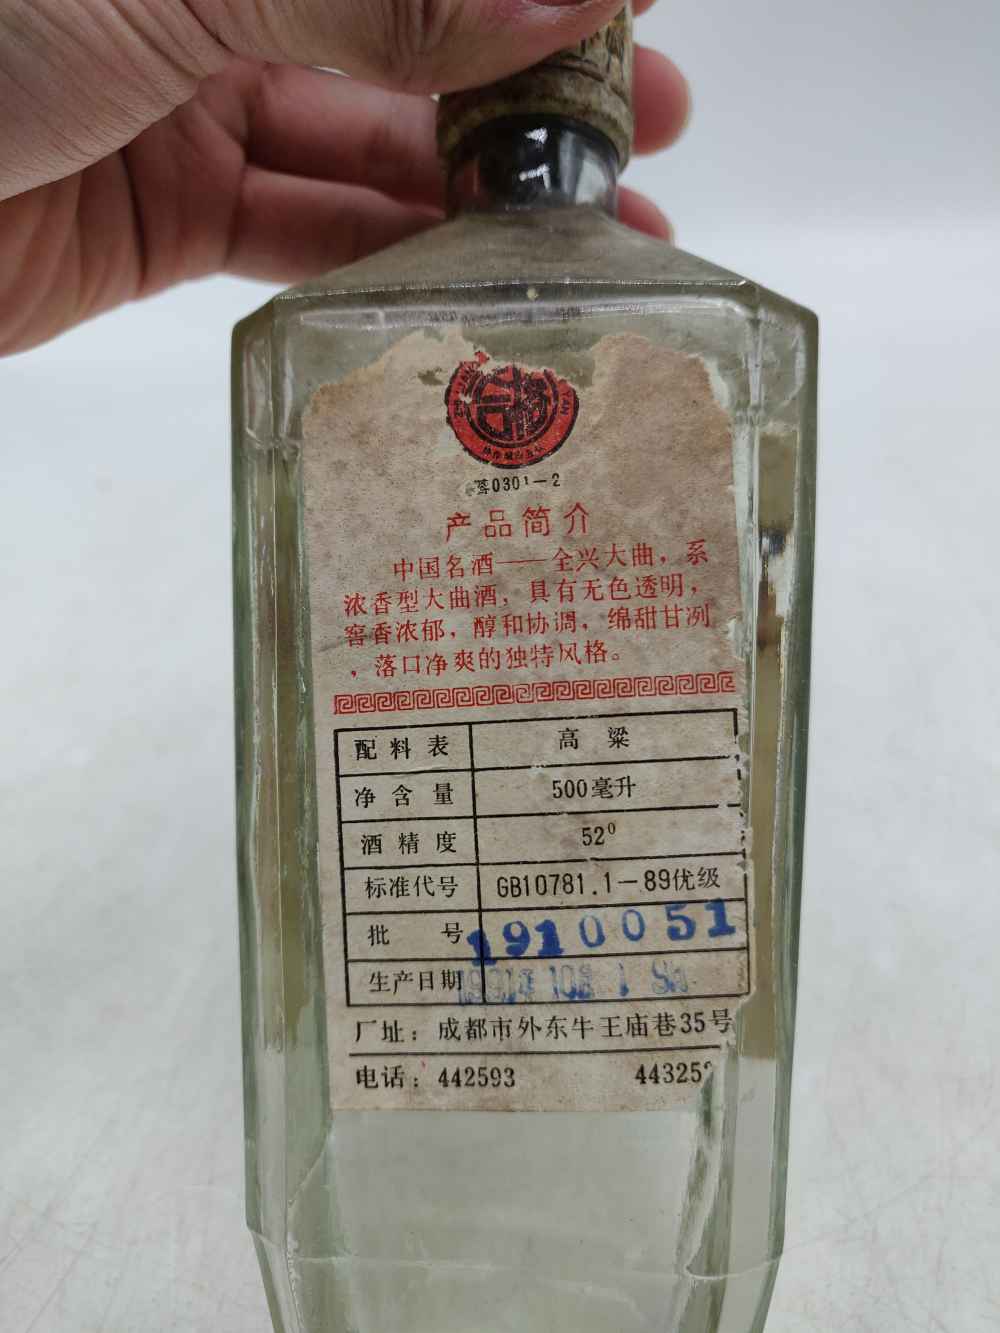 YAN
0301-2
产品简介
中国名酒——全兴大曲，系
浓香型大曲酒，具有无色透明，
窖香浓郁，醇和协调，绵甜甘冽
，落口净爽的独特风格。
配料表 高粱
净含量 500毫升
酒精度 52⁰
标准代号 GB10781.1-89优级
批号 1910051
生产日期
厂址：成都市外东牛王庙巷35号
电话：442593 44325